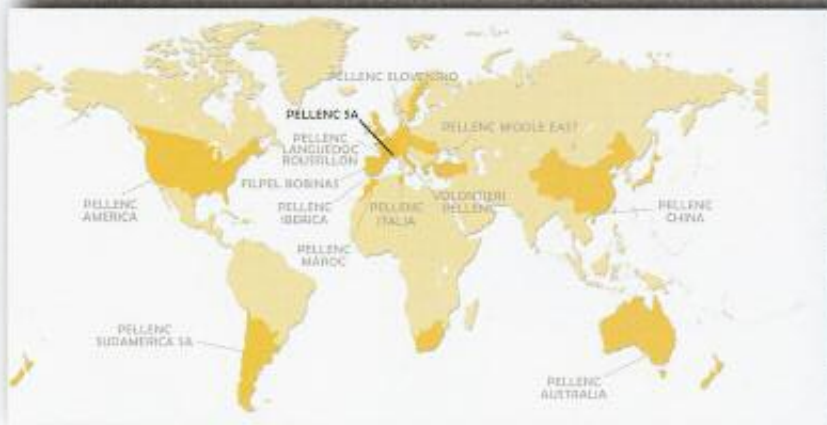 PELLENC SLOVENSKO
PELLENC SA
PELLENC MIDDLE EAST
PELLENC
LANGUEDOC
ROUSSILLON
FILPEL BOBINAS
PELLENC
AMERICA
PELLENC
IBERICA
PELLENC
ITALIA
VOLONTIERI
PELLENC
PELLENC
CHINA
PELLENC
MAROC
PELLENC
SUDAMERICA SA
PELLENC
AUSTRALIA